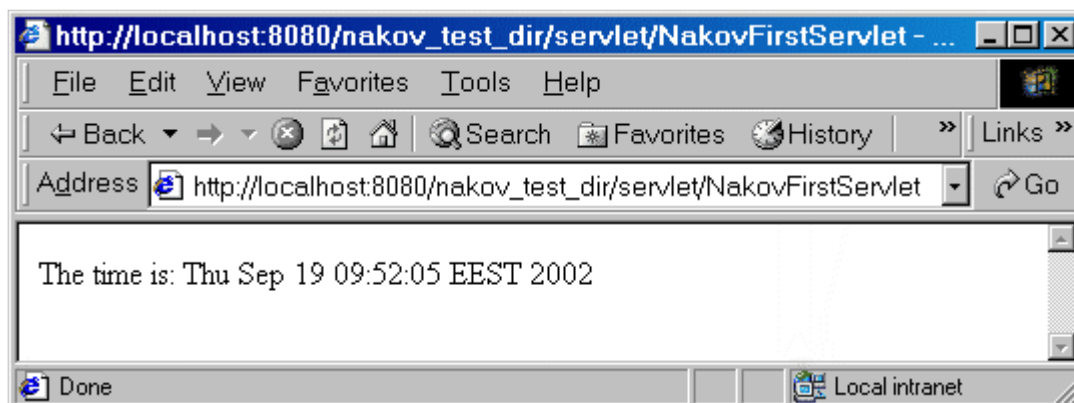 http://localhost:8080/nakov_test_dir/servlet/NakovFirstServlet - ...
File Edit View Favorites Tools Help
Back Search Favorites History » Links »
Address http://localhost:8080/nakov_test_dir/servlet/NakovFirstServlet Go
The time is: Thu Sep 19 09:52:05 EEST 2002
Done Local intranet